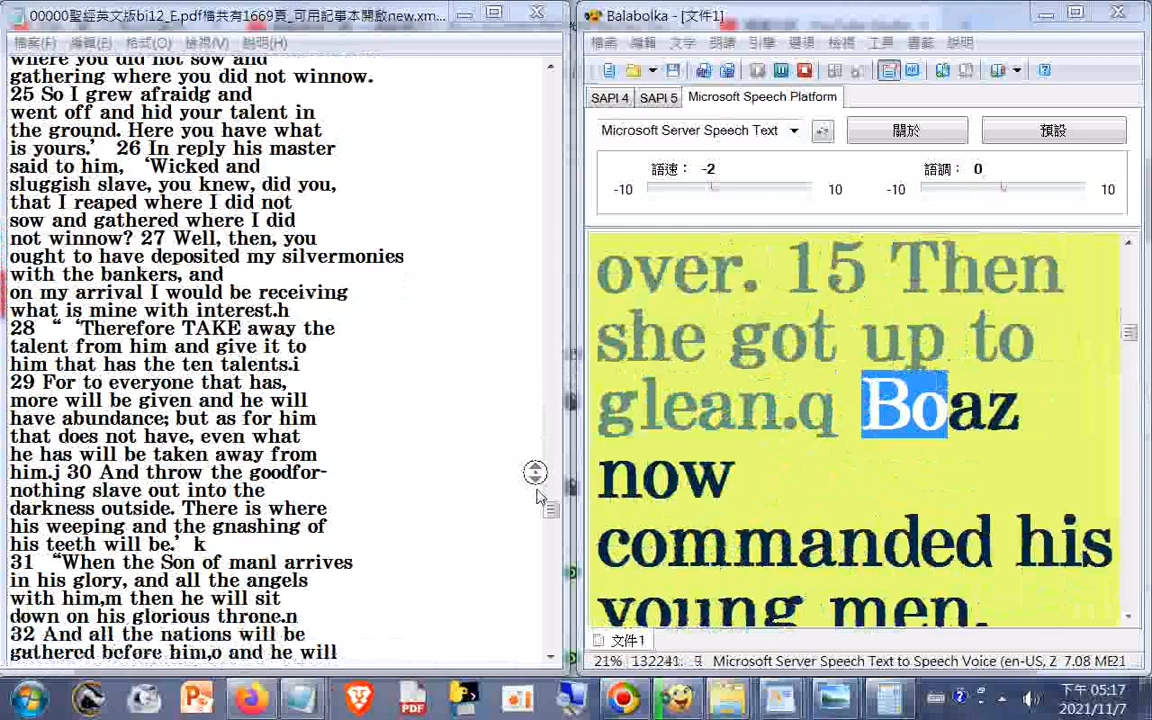 00000聖經英文版bi12_E.pdf檔共有1669頁_可用記事本開啟new.xm...
檔案(F) 編輯(E) 格式(O) 檢視(V) 說明(H)
where you did not sow and
gathering where you did not winnow.
25 So I grew afraidg and
went off and hid your talent in
the ground. Here you have what
is yours.’ 26 In reply his master
said to him, ‘Wicked and
sluggish slave, you knew, did you,
that I reaped where I did not
sow and gathered where I did
not winnow? 27 Well, then, you
ought to have deposited my silvermonies
with the bankers, and
on my arrival I would be receiving
what is mine with interest.h
28 “ ‘Therefore TAKE away the
talent from him and give it to
him that has the ten talents.i
29 For to everyone that has,
more will be given and he will
have abundance; but as for him
that does not have, even what
he has will be taken away from
him.j 30 And throw the goodfor-
nothing slave out into the
darkness outside. There is where
his weeping and the gnashing of
his teeth will be.’ k
31 “When the Son of manl arrives
in his glory, and all the angels
with him,m then he will sit
down on his glorious throne.n
32 And all the nations will be
gathered before him,o and he will
Balabolka - [文件1]
檔案 編輯 文字 朗讀 引擎 選項 檢視 工具 書籤 說明
SAPI 4 SAPI 5 Microsoft Speech Platform
Microsoft Server Speech Text 關於 預設
語速: -2 語調: 0
-10 10 -10 10
over. 15 Then
she got up to
glean.q Boaz
now
commanded his
young men,
文件1
21% 132241: Microsoft Server Speech Text to Speech Voice (en-US, Z 7.08 ME21
PDF
下午 05:17
2021/11/7